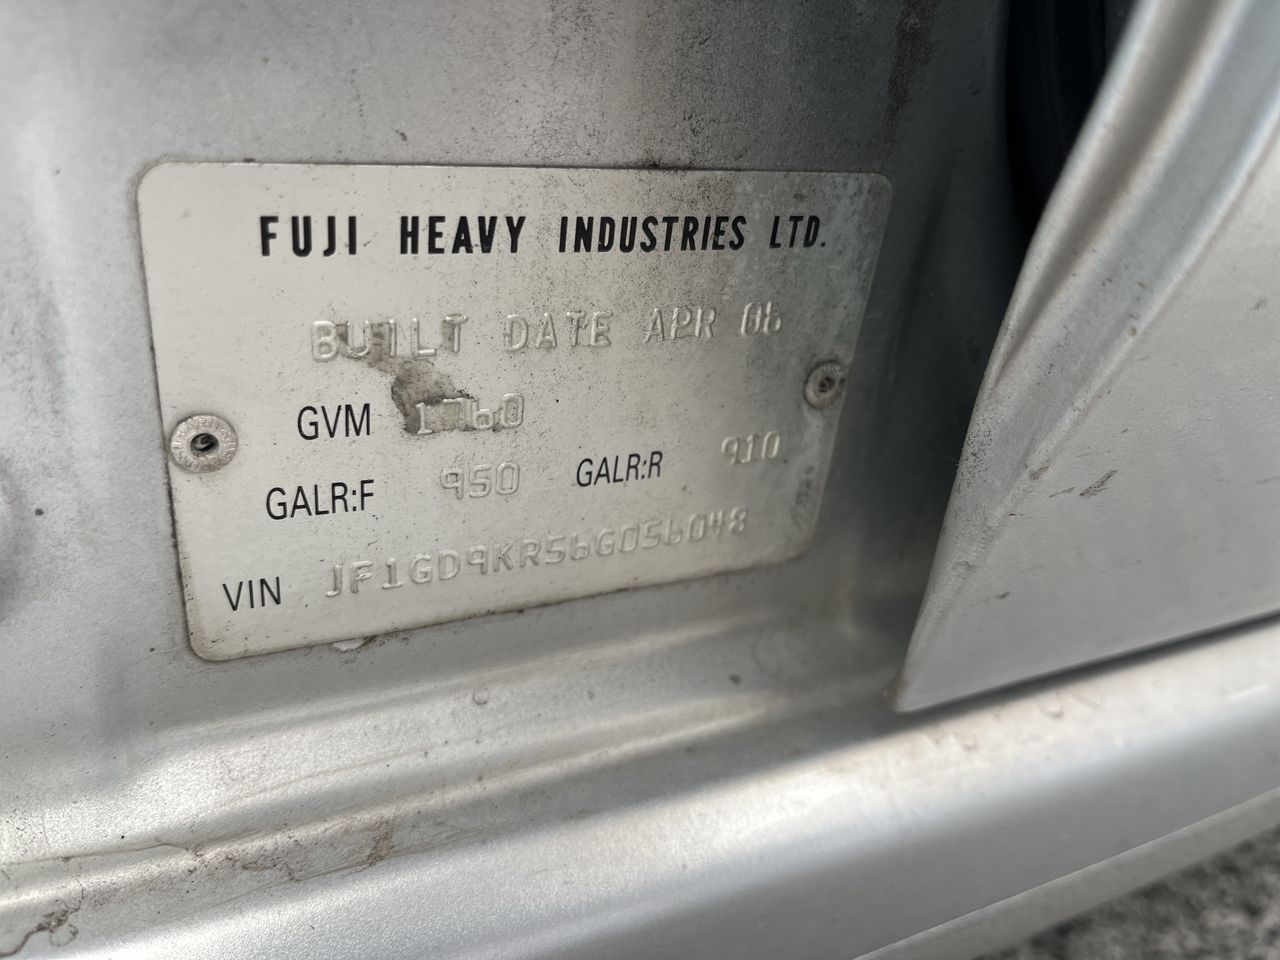 FUJI HEAVY INDUSTRIES LTD.
BUILT DATE APR 06
GVM 1760
GALR:F 950 GALR:R 910
VIN JF1GD9KR56G056048